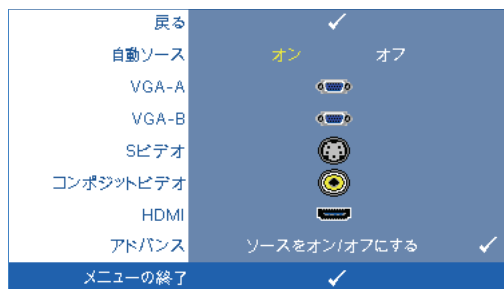 戻る
自動ソース オン オフ
VGA-A
VGA-B
Sビデオ
コンポジットビデオ
HDMI
アドバンス ソースをオン/オフにする
メニューの終了